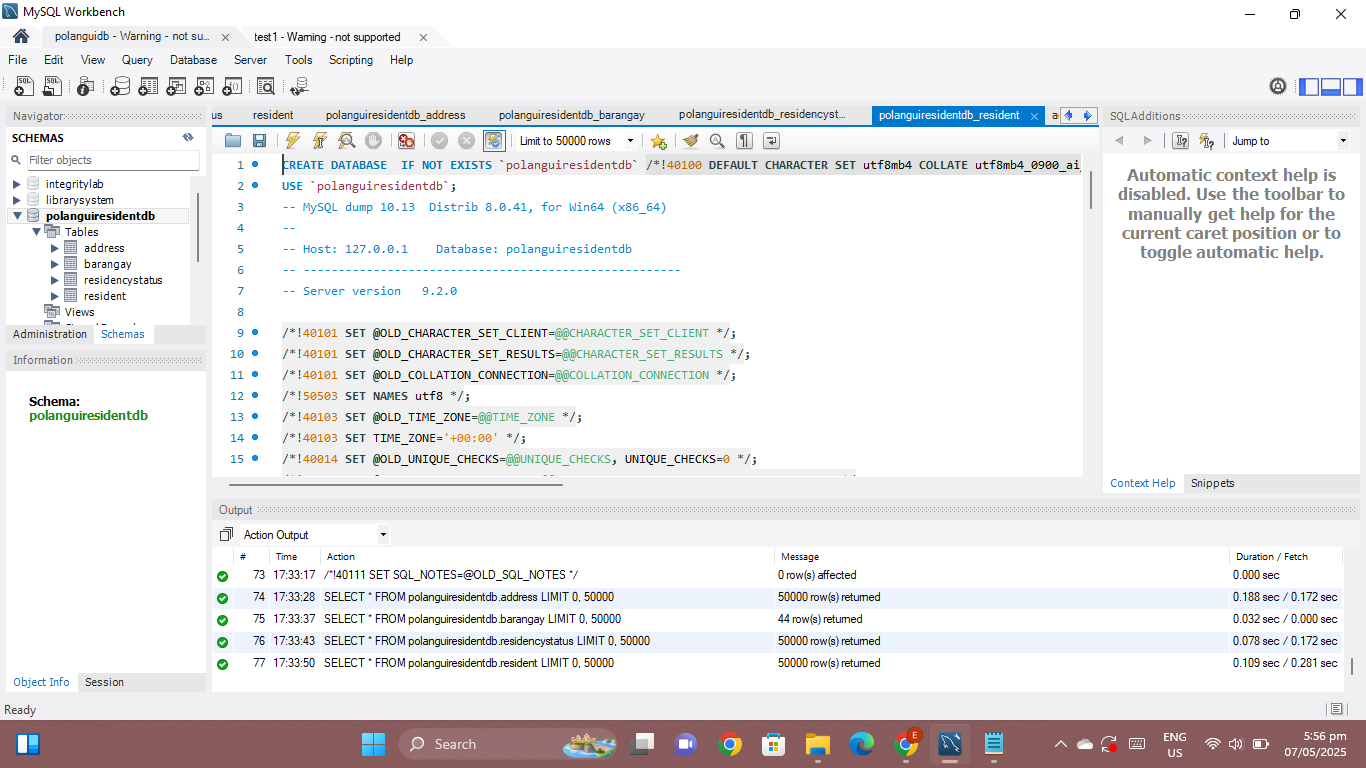 MySQL Workbench
polanguidb - Warning - not su...
test1 - Warning - not supported
File Edit View Query Database Server Tools Scripting Help
Navigator
SCHEMAS
Filter objects
integritylab
librarysystem
polanguiresidentdb
Tables
address
barangay
residencystatus
resident
Views
Administration Schemas
Information
Schema:
polanguiresidentdb
Object Info Session
us resident polanguiresidentdb_address polanguiresidentdb_barangay polanguiresidentdb_residencyst... polanguiresidentdb_resident
Limit to 50000 rows
1 CREATE DATABASE  IF NOT EXISTS `polanguiresidentdb` /*!40100 DEFAULT CHARACTER SET utf8mb4 COLLATE utf8mb4_0900_ai_
2 USE `polanguiresidentdb`;
3 -- MySQL dump 10.13  Distrib 8.0.41, for Win64 (x86_64)
4 --
5 -- Host: 127.0.0.1    Database: polanguiresidentdb
6 -- ------------------------------------------------------
7 -- Server version   9.2.0
8
9 /*!40101 SET @OLD_CHARACTER_SET_CLIENT=@@CHARACTER_SET_CLIENT */;
10 /*!40101 SET @OLD_CHARACTER_SET_RESULTS=@@CHARACTER_SET_RESULTS */;
11 /*!40101 SET @OLD_COLLATION_CONNECTION=@@COLLATION_CONNECTION */;
12 /*!50503 SET NAMES utf8 */;
13 /*!40103 SET @OLD_TIME_ZONE=@@TIME_ZONE */;
14 /*!40103 SET TIME_ZONE='+00:00' */;
15 /*!40014 SET @OLD_UNIQUE_CHECKS=@@UNIQUE_CHECKS, UNIQUE_CHECKS=0 */;
SQLAdditions
Jump to
Automatic context help is
disabled. Use the toolbar to
manually get help for the
current caret position or to
toggle automatic help.
Context Help Snippets
Output
Action Output
# Time Action Message Duration / Fetch
73 17:33:17 /*!40111 SET SQL_NOTES=@OLD_SQL_NOTES */ 0 row(s) affected 0.000 sec
74 17:33:28 SELECT * FROM polanguiresidentdb.address LIMIT 0, 50000 50000 row(s) returned 0.188 sec / 0.172 sec
75 17:33:37 SELECT * FROM polanguiresidentdb.barangay LIMIT 0, 50000 44 row(s) returned 0.032 sec / 0.000 sec
76 17:33:43 SELECT * FROM polanguiresidentdb.residencystatus LIMIT 0, 50000 50000 row(s) returned 0.078 sec / 0.172 sec
77 17:33:50 SELECT * FROM polanguiresidentdb.resident LIMIT 0, 50000 50000 row(s) returned 0.109 sec / 0.281 sec
Ready
Search
E
ENG
US
5:56 pm
07/05/2025